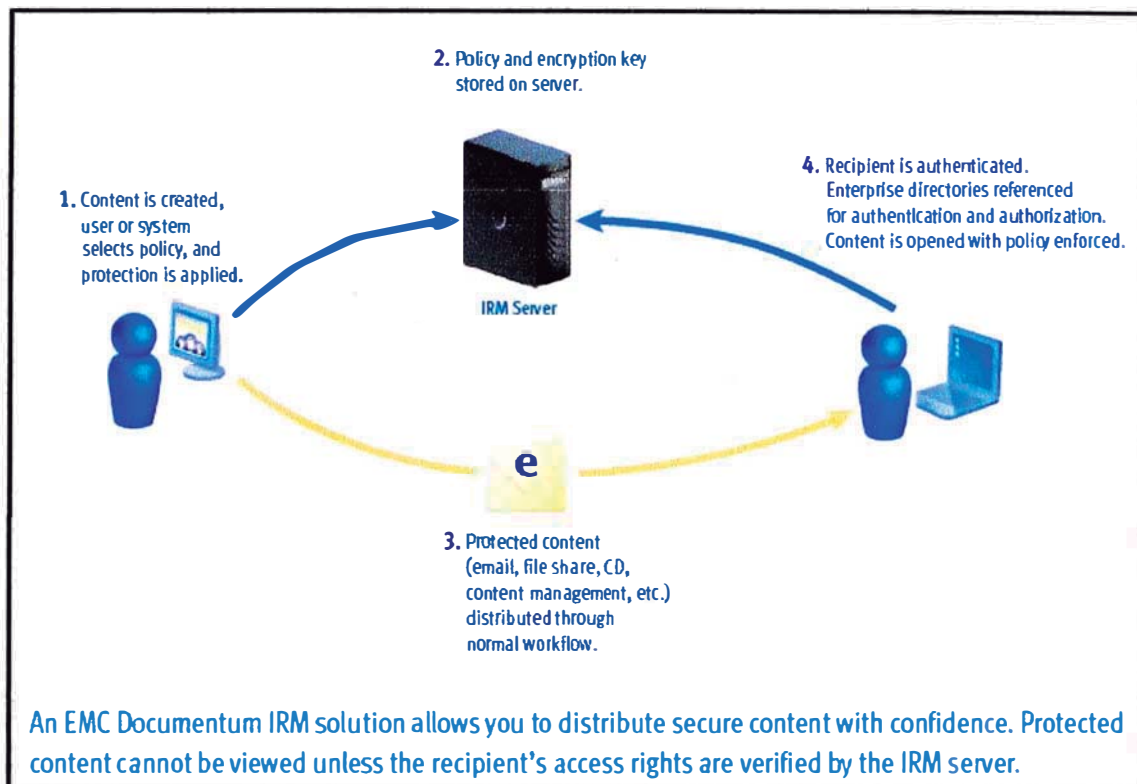 2. Policy and encryption key
stored on server.
1. Content is created,
user or system
selects policy, and
protection is applied.
4. Recipient is authenticated.
Enterprise directories referenced
for authentication and authorization.
Content is opened with policy enforced.
IRM Server
e
3. Protected content
(email, file share, CD,
content management, etc.)
distributed through
normal workflow.
An EMC Documentum IRM solution allows you to distribute secure content with confidence. Protected
content cannot be viewed unless the recipient's access rights are verified by the IRM server.